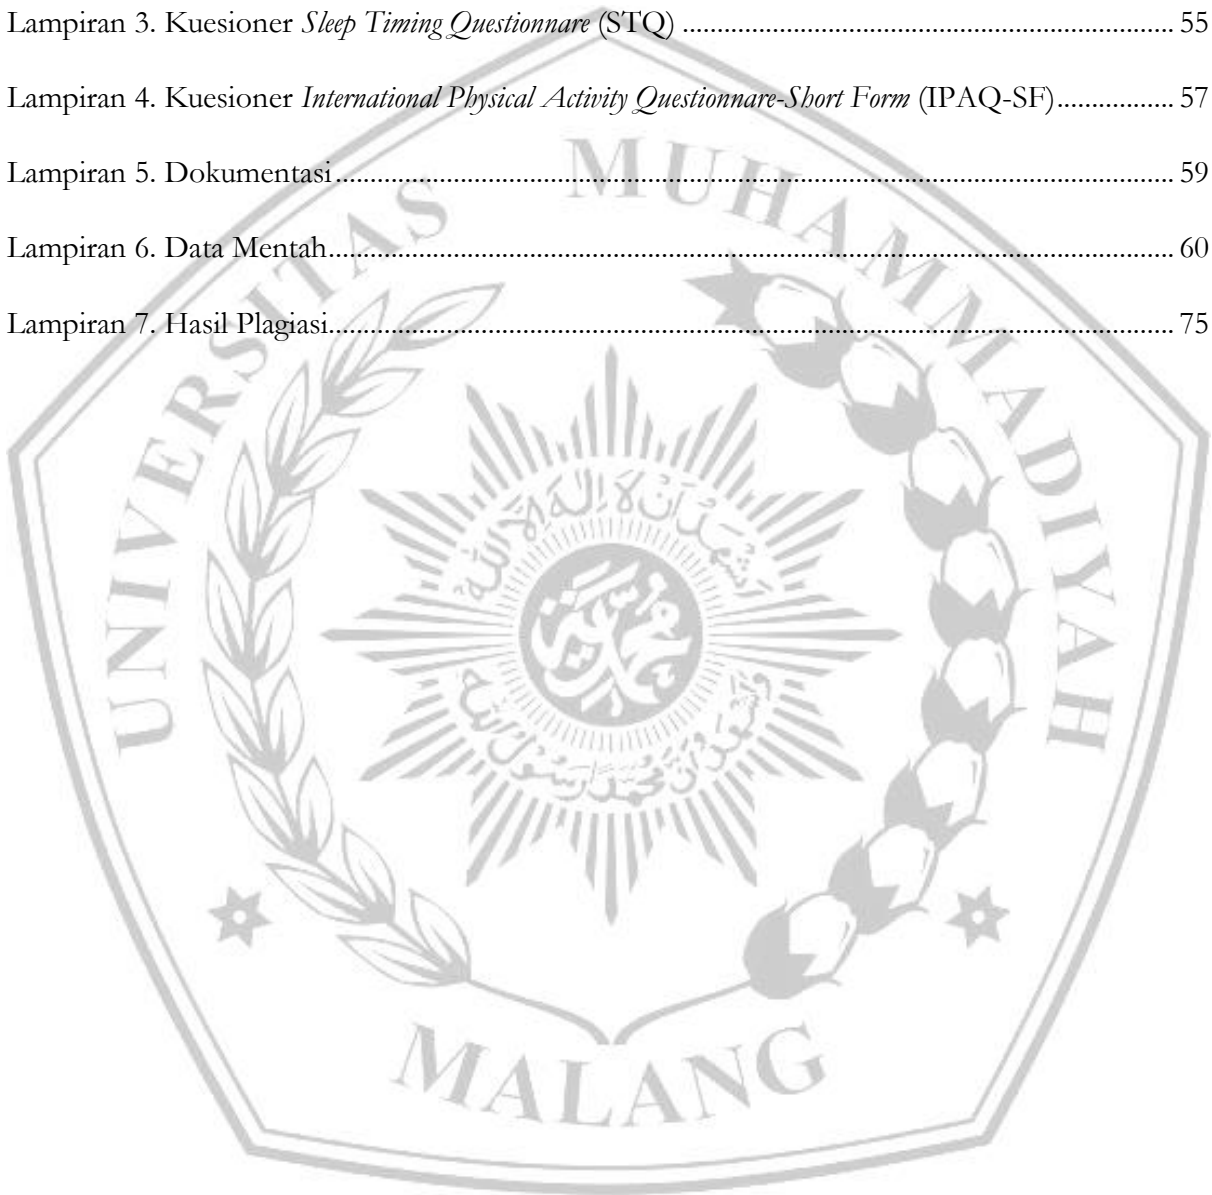 Lampiran 3. Kuesioner Sleep Timing Questionnare (STQ) ........................................................................ 55
Lampiran 4. Kuesioner International Physical Activity Questionnare-Short Form (IPAQ-SF)................. 57
Lampiran 5. Dokumentasi.......................................................................................................................... 59
Lampiran 6. Data Mentah........................................................................................................................... 60
Lampiran 7. Hasil Plagiasi........................................................................................................................... 75
UNIVERSITAS MUHAMMADIYAH
MALANG